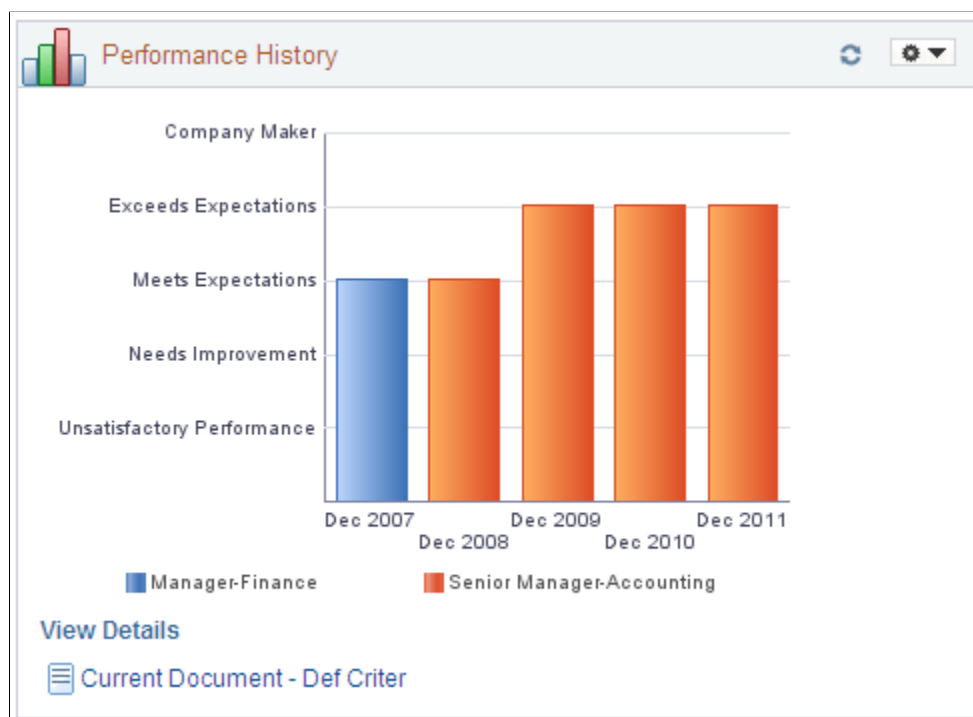 Performance History
Company Maker
Exceeds Expectations
Meets Expectations
Needs Improvement
Unsatisfactory Performance
Dec 2007 Dec 2009 Dec 2011
Dec 2008 Dec 2010
Manager-Finance Senior Manager-Accounting
View Details
Current Document - Def Criter